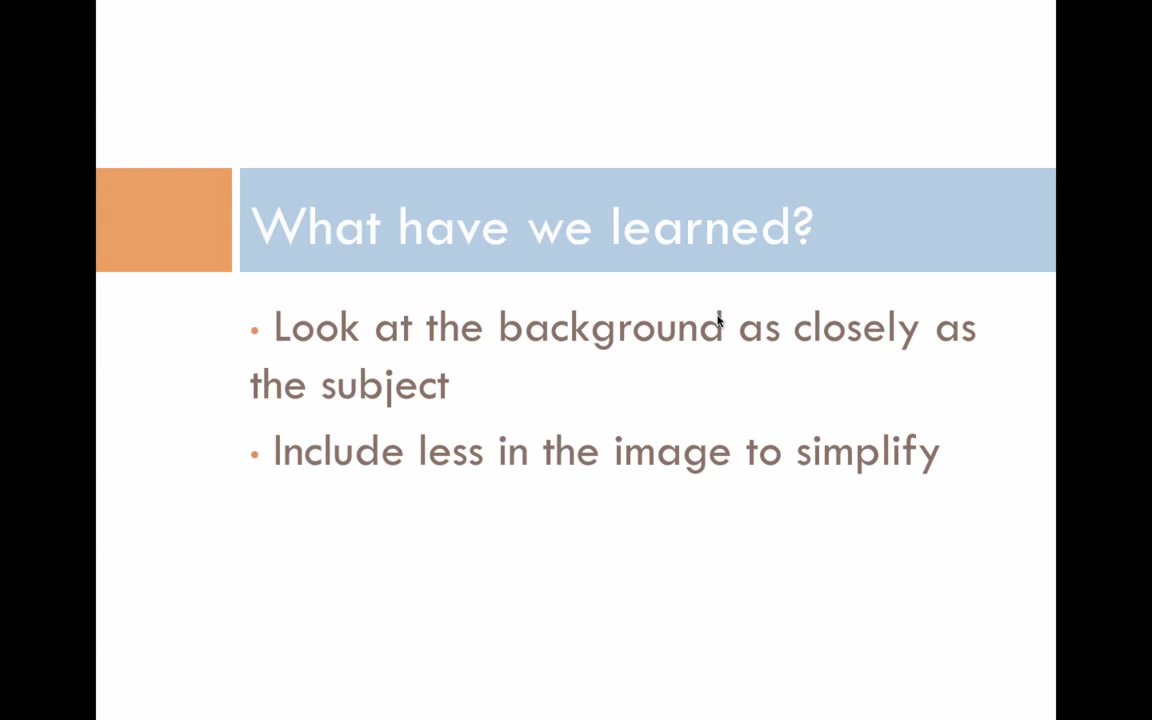 What have we learned?
• Look at the background as closely as
the subject
• Include less in the image to simplify